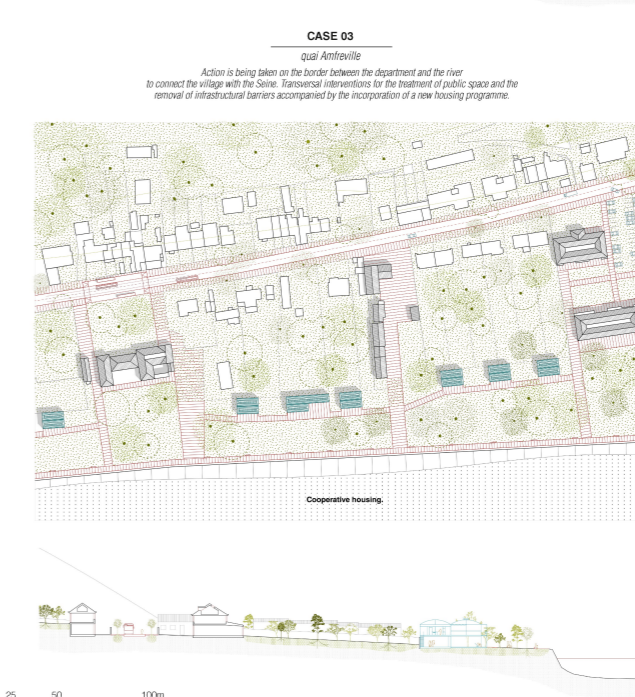 CASE 03
quai Amfreville
Action is being taken on the border between the department and the river
to connect the village with the Seine. Transversal interventions for the treatment of public space and the
removal of infrastructural barriers accompanied by the incorporation of a new housing programme.
Cooperative housing.
25 50 100m